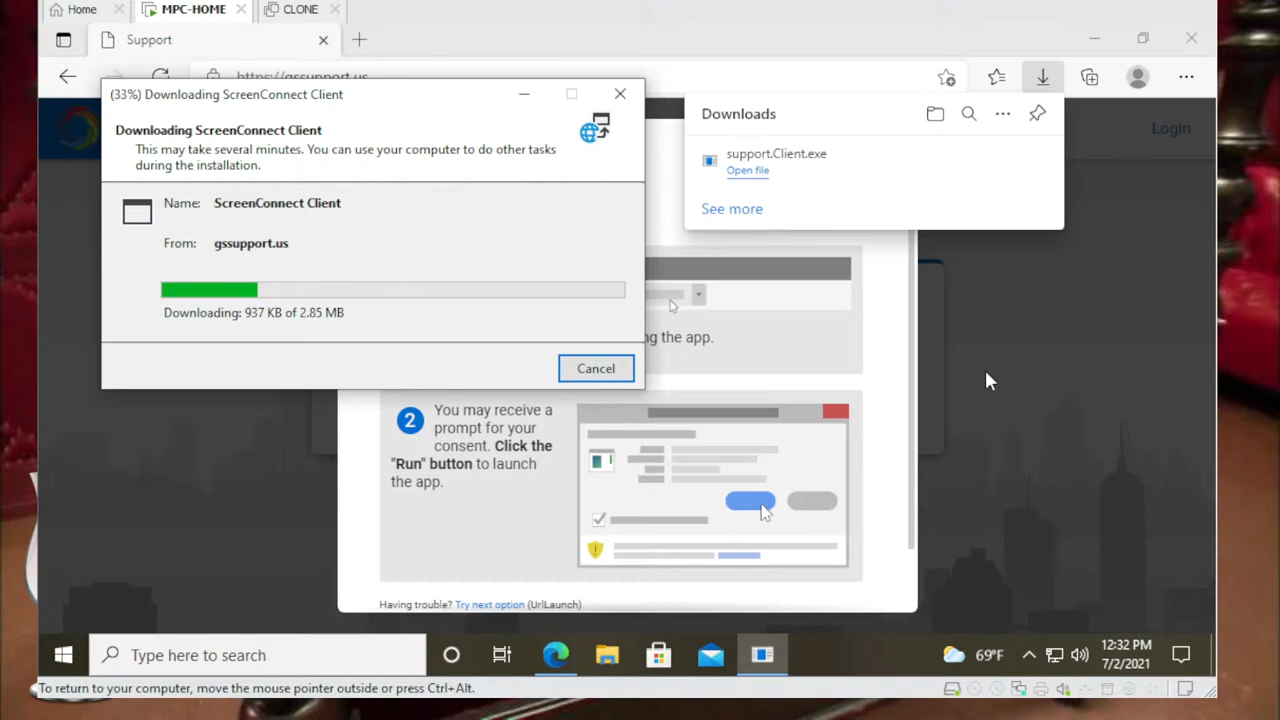 Home
MPC-HOME
CLONE
Support
https://gssupport.us
(33%) Downloading ScreenConnect Client
Downloading ScreenConnect Client
This may take several minutes. You can use your computer to do other tasks
during the installation.
Name: ScreenConnect Client
From: gssupport.us
Downloading: 937 KB of 2.85 MB
Cancel
Downloads
support.Client.exe
Open file
See more
Login
ng the app.
2
You may receive a
prompt for your
consent. Click the
"Run" button to launch
the app.
Having trouble? Try next option (UrlLaunch)
Type here to search
69°F
12:32 PM
7/2/2021
To return to your computer, move the mouse pointer outside or press Ctrl+Alt.